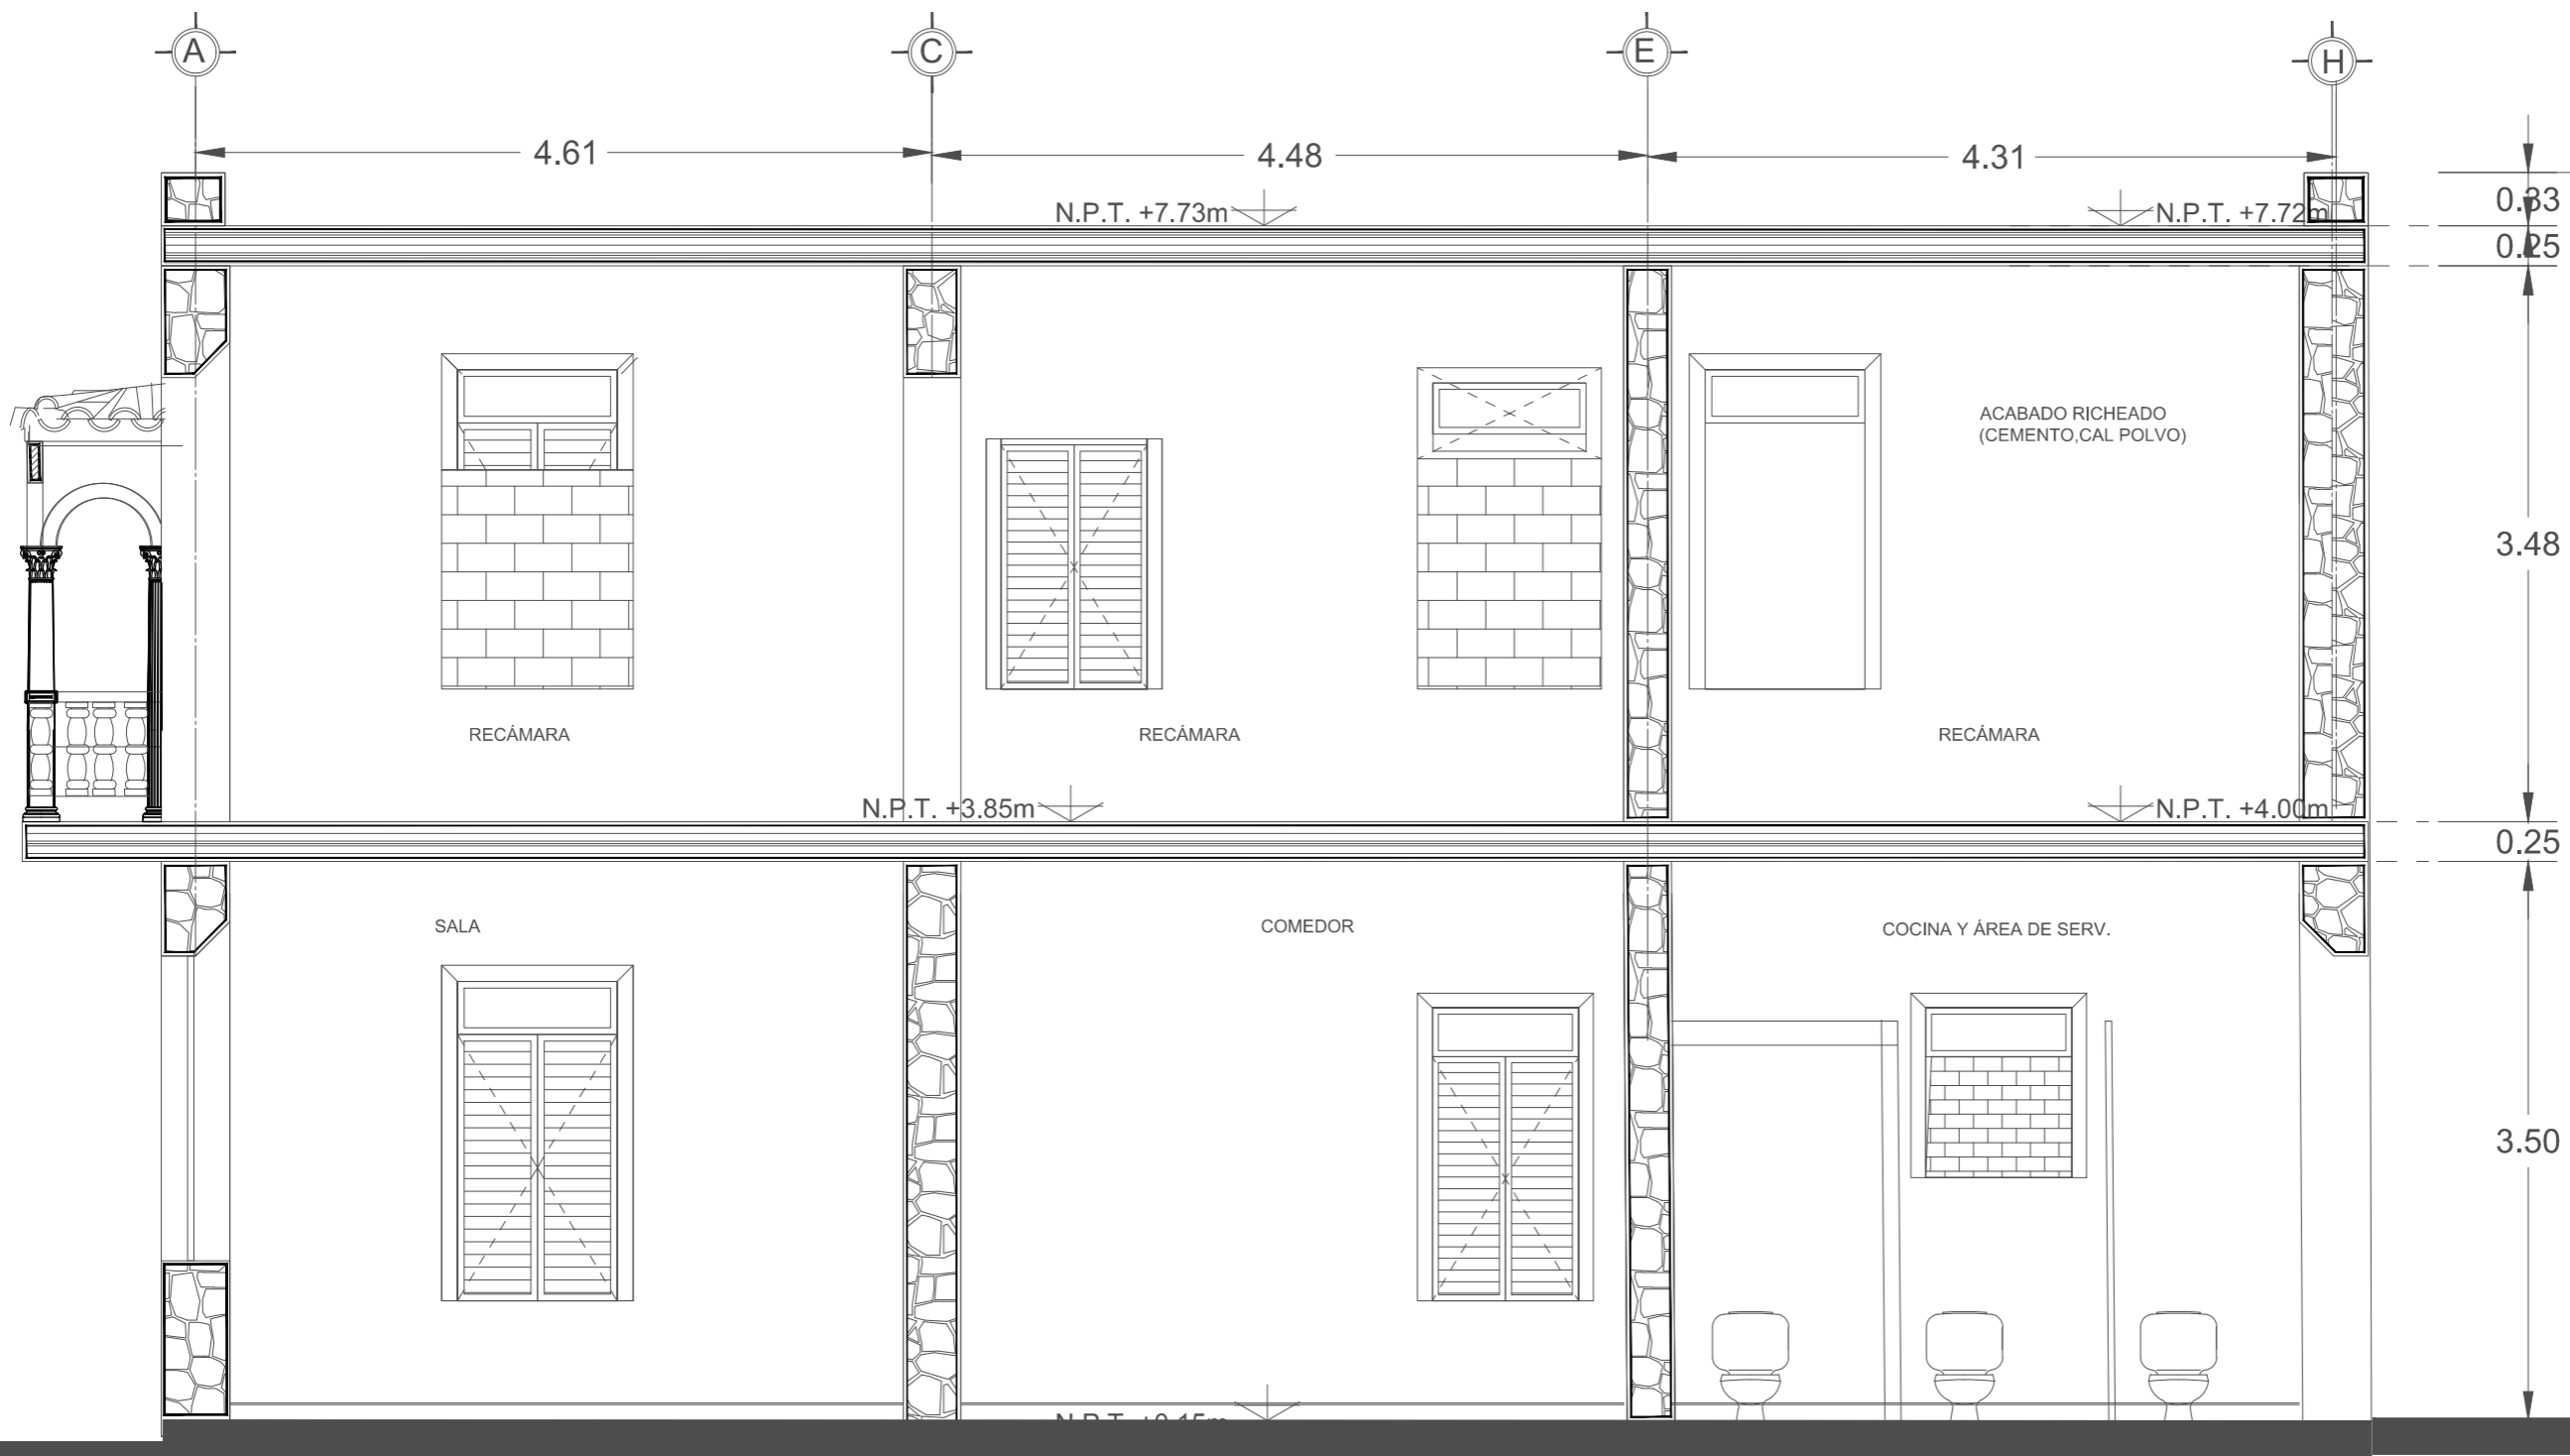 A
C
E
H
4.61
4.48
4.31
N.P.T. +7.73m
N.P.T. +7.72m
0.33
0.25
ACABADO RICHEADO
(CEMENTO,CAL POLVO)
3.48
RECÁMARA
RECÁMARA
RECÁMARA
N.P.T. +3.85m
N.P.T. +4.00m
0.25
SALA
COMEDOR
COCINA Y ÁREA DE SERV.
3.50
N.P.T. +0.15m